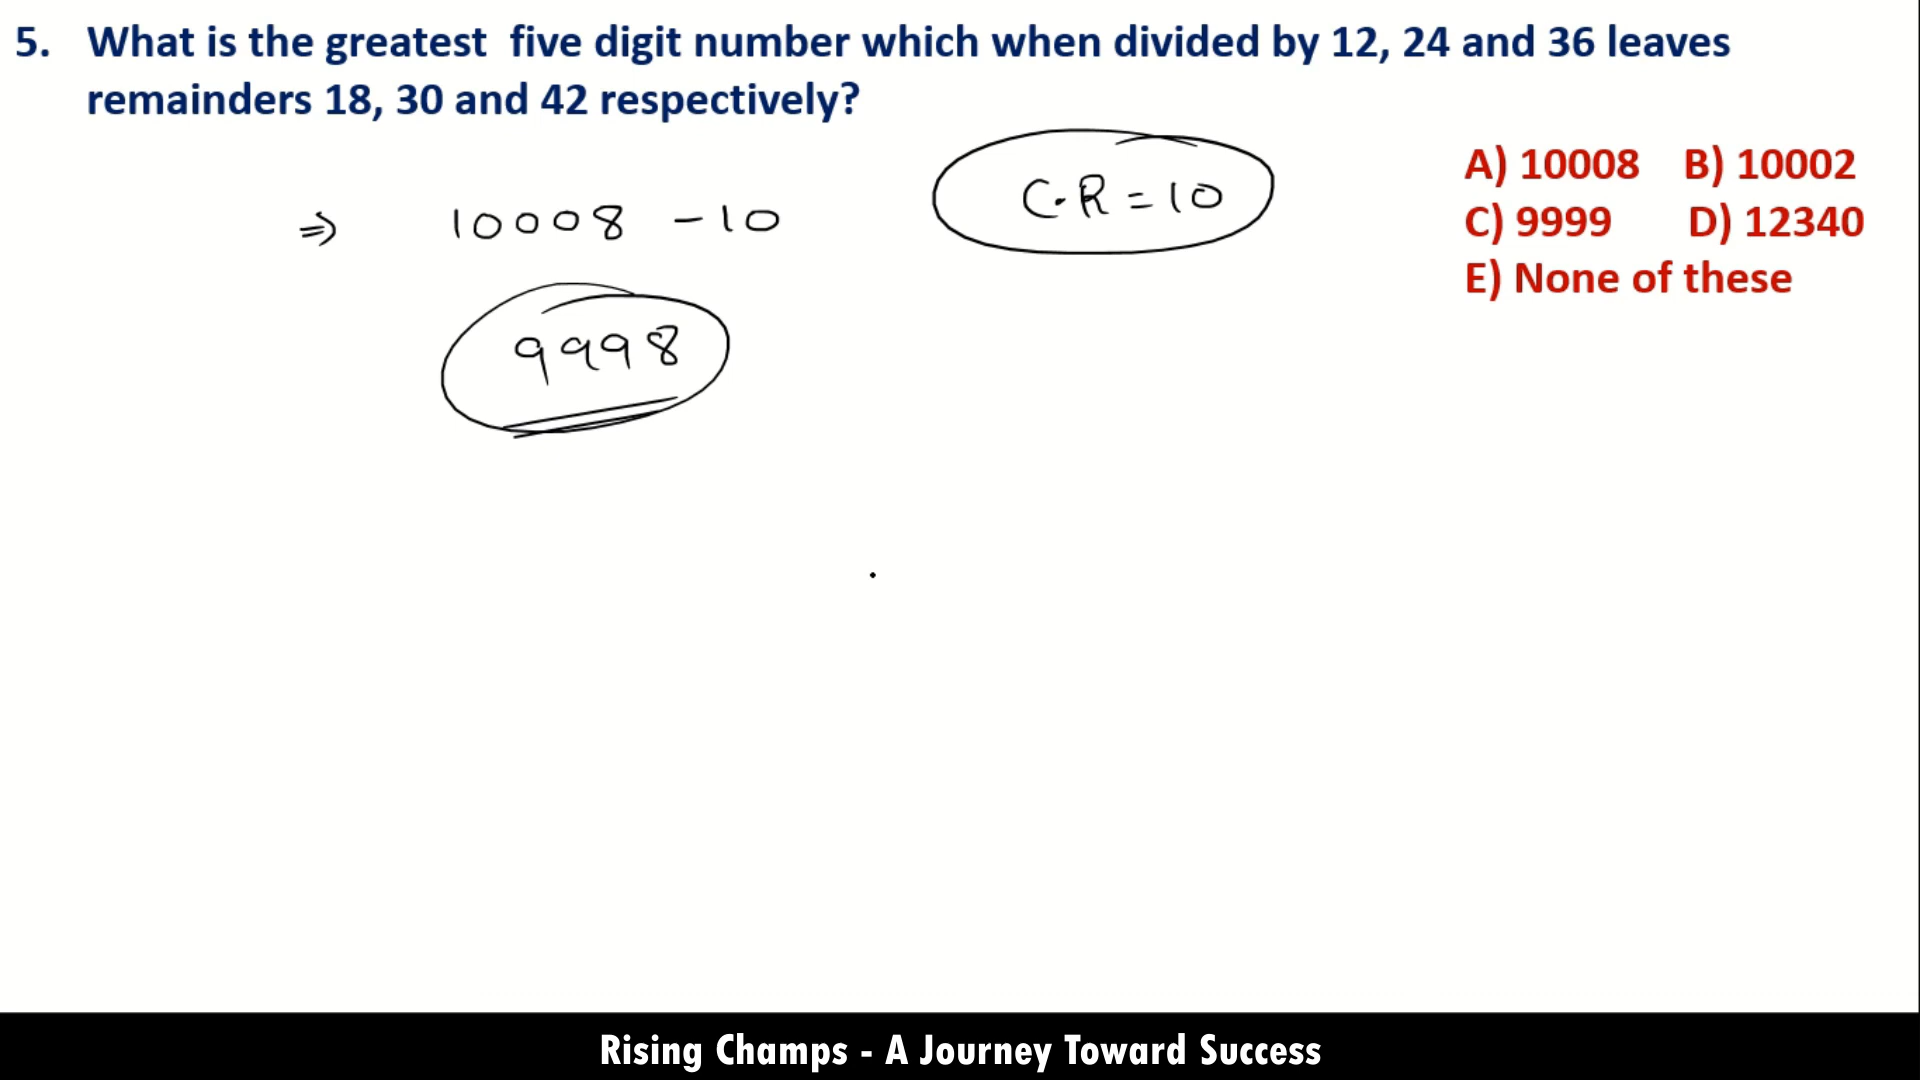 5. What is the greatest five digit number which when divided by 12, 24 and 36 leaves
remainders 18, 30 and 42 respectively?
A) 10008 B) 10002
C) 9999 D) 12340
E) None of these
⇒ 10008 - 10
C.R = 10
9998
Rising Champs - A Journey Toward Success